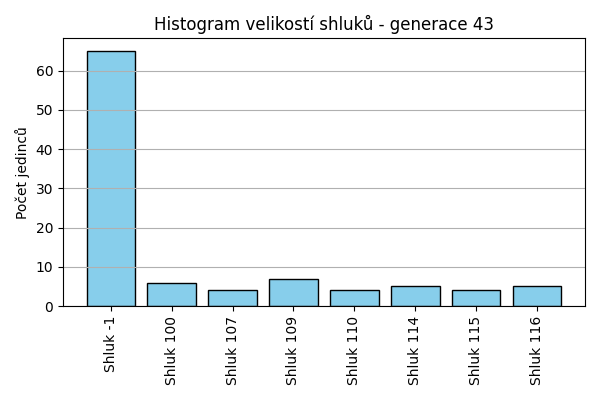 Histogram velikostí shluků - generace 43
Počet jedinců
60
50
40
30
20
10
0
Shluk -1
Shluk 100
Shluk 107
Shluk 109
Shluk 110
Shluk 114
Shluk 115
Shluk 116